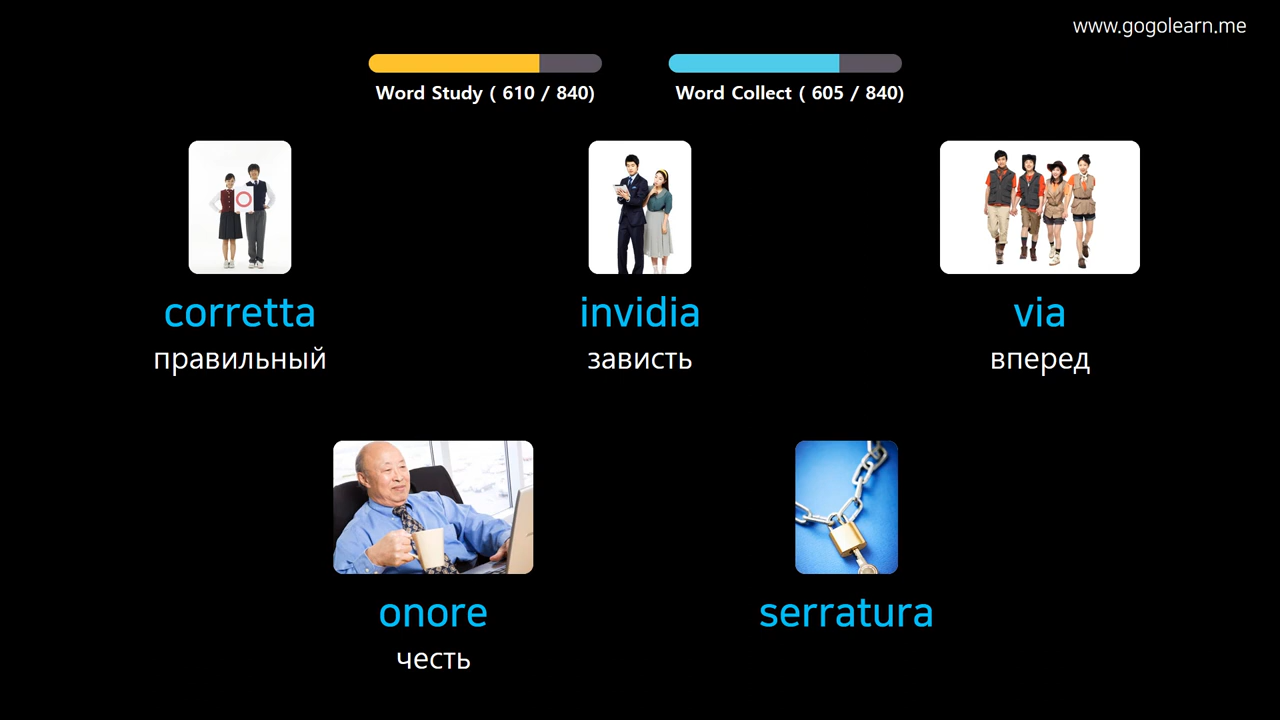 www.gogolearn.me
Word Study ( 610 / 840)
Word Collect ( 605 / 840)
corretta
правильный
invidia
зависть
via
вперед
onore
честь
serratura